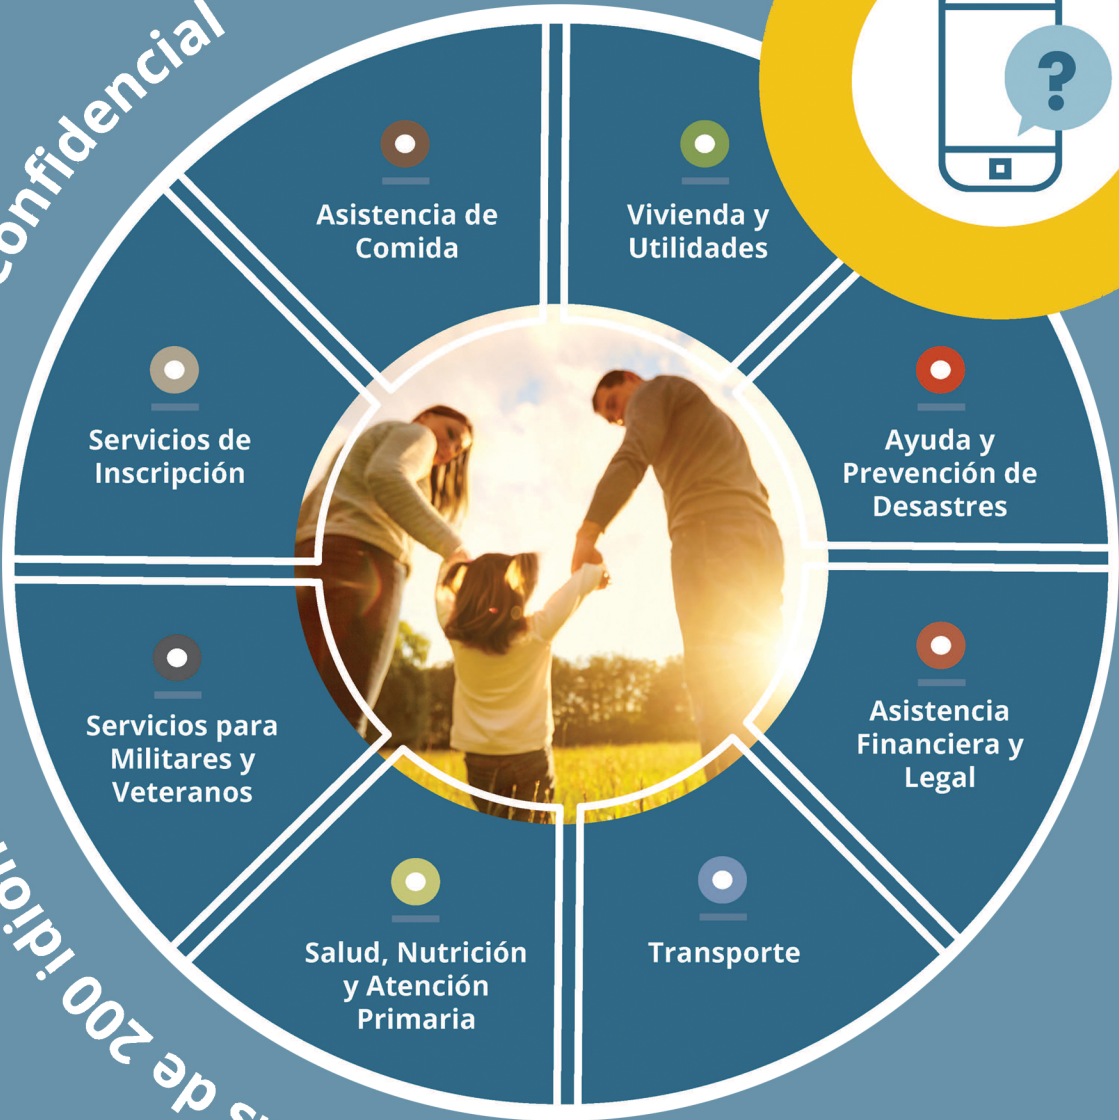 Confidencial
?
Asistencia de
Comida
Vivienda y
Utilidades
Servicios de
Inscripción
Ayuda y
Prevención de
Desastres
Servicios para
Militares y
Veteranos
Asistencia
Financiera y
Legal
Salud, Nutrición
y Atención
Primaria
Transporte
de 200